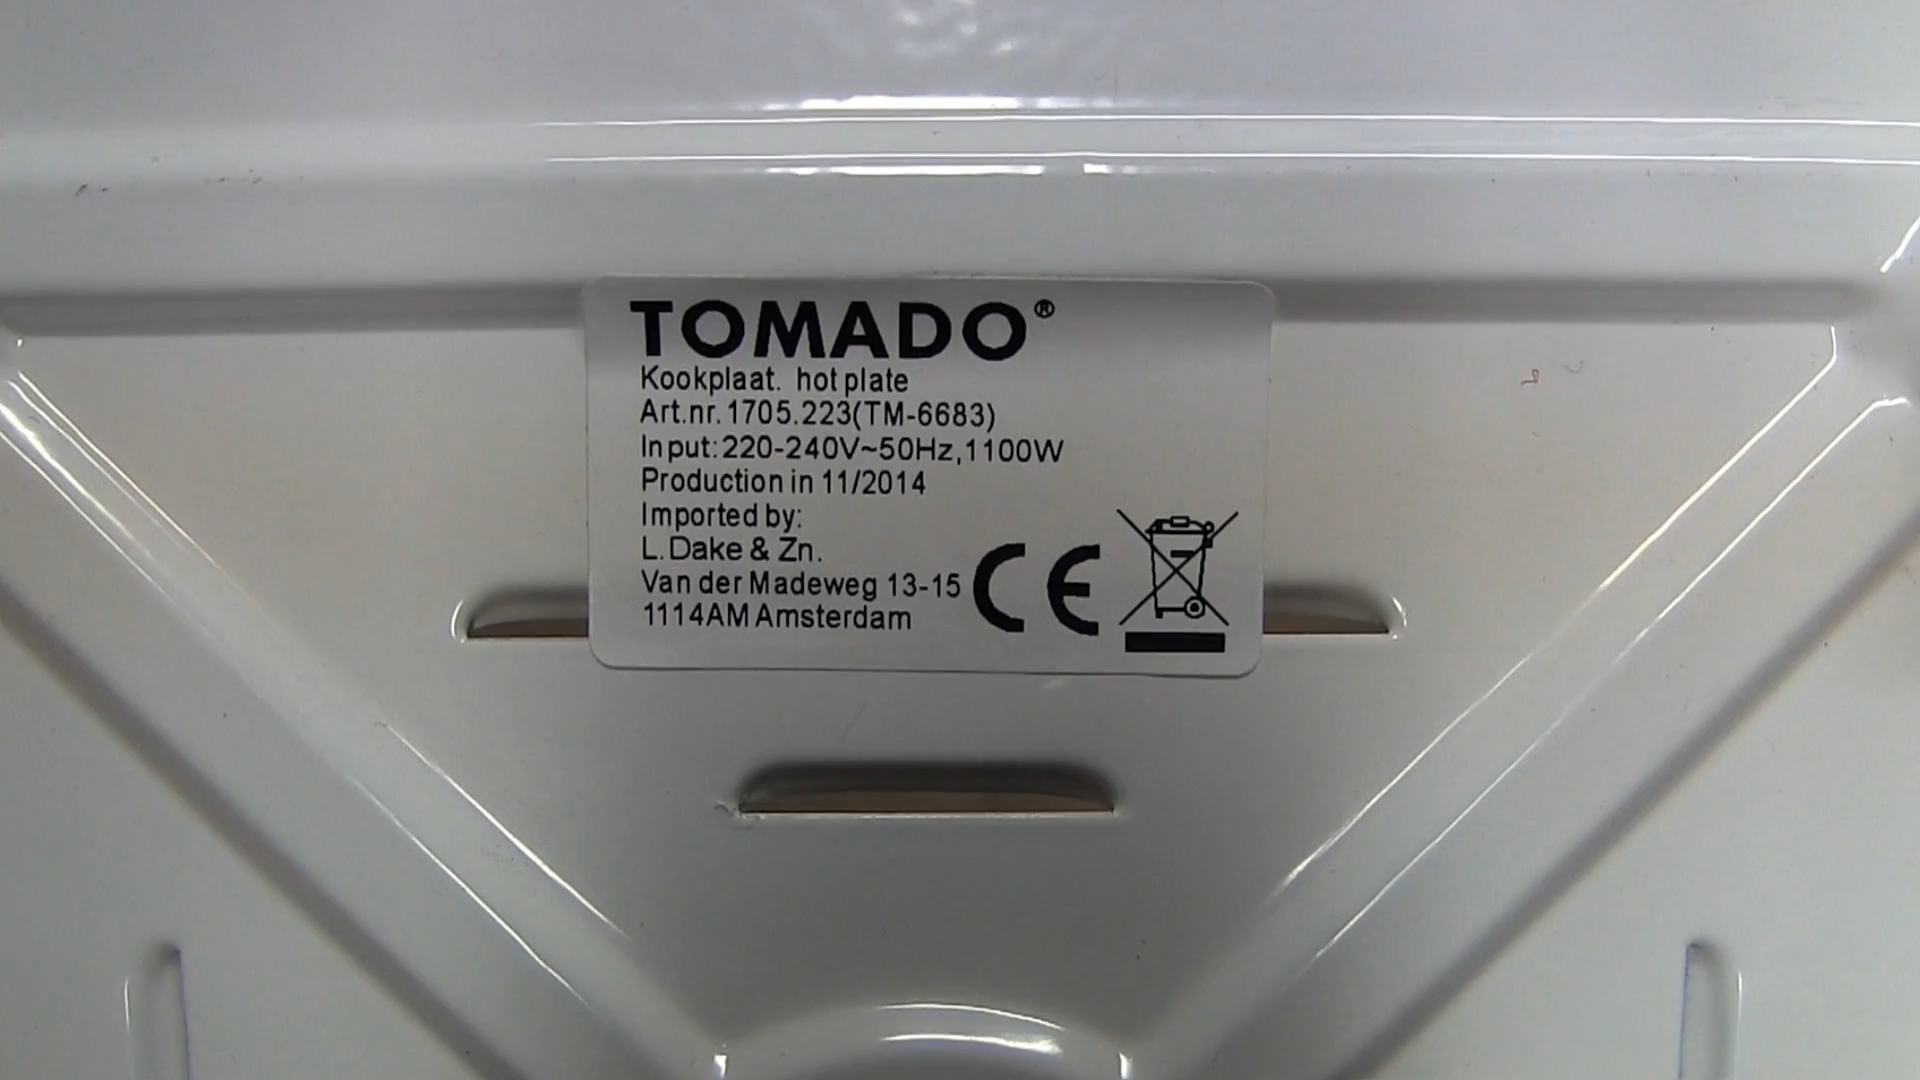 TOMADO®
Kookplaat. hot plate
Art.nr. 1705.223(TM-6683)
Input: 220-240V~50Hz, 1100W
Production in 11/2014
Imported by:
L. Dake & Zn.
Van der Madeweg 13-15
1114AM Amsterdam
CE